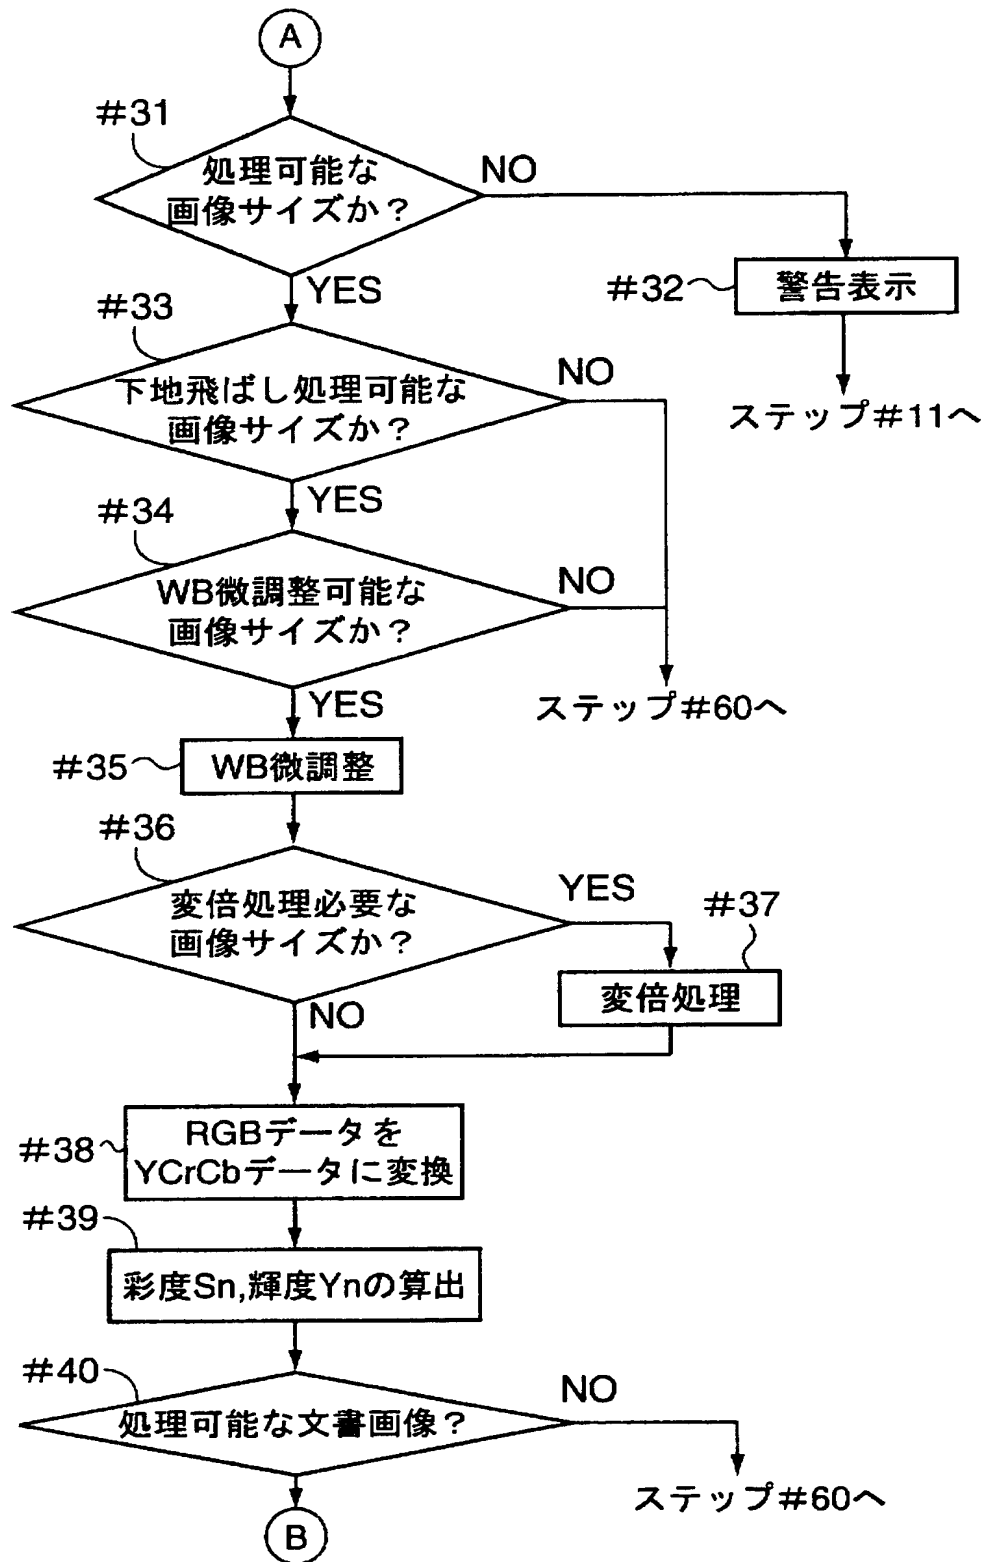 A
#31
処理可能な
画像サイズか?
NO
YES
#32
警告表示
ステップ#11へ
#33
下地飛ばし処理可能な
画像サイズか?
NO
YES
#34
WB微調整可能な
画像サイズか?
NO
YES
ステップ#60へ
#35
WB微調整
#36
変倍処理必要な
画像サイズか?
YES
#37
変倍処理
NO
#38
RGBデータを
YCrCbデータに変換
#39
彩度Sn,輝度Ynの算出
#40
処理可能な文書画像?
NO
ステップ#60へ
B